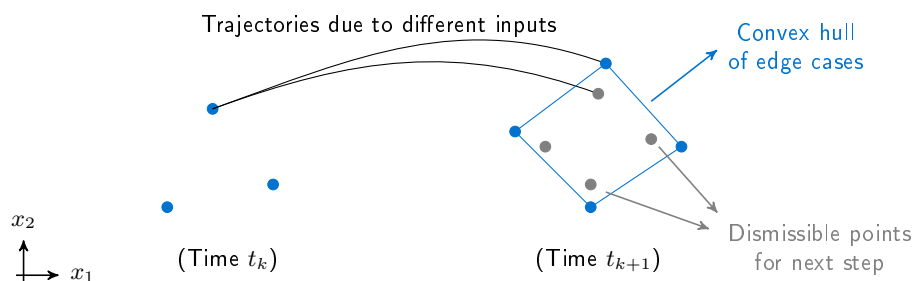 Trajectories due to different inputs
Convex hull
of edge cases
x₂
x₁
(Time tₖ)
(Time tₖ₊₁)
Dismissible points
for next step